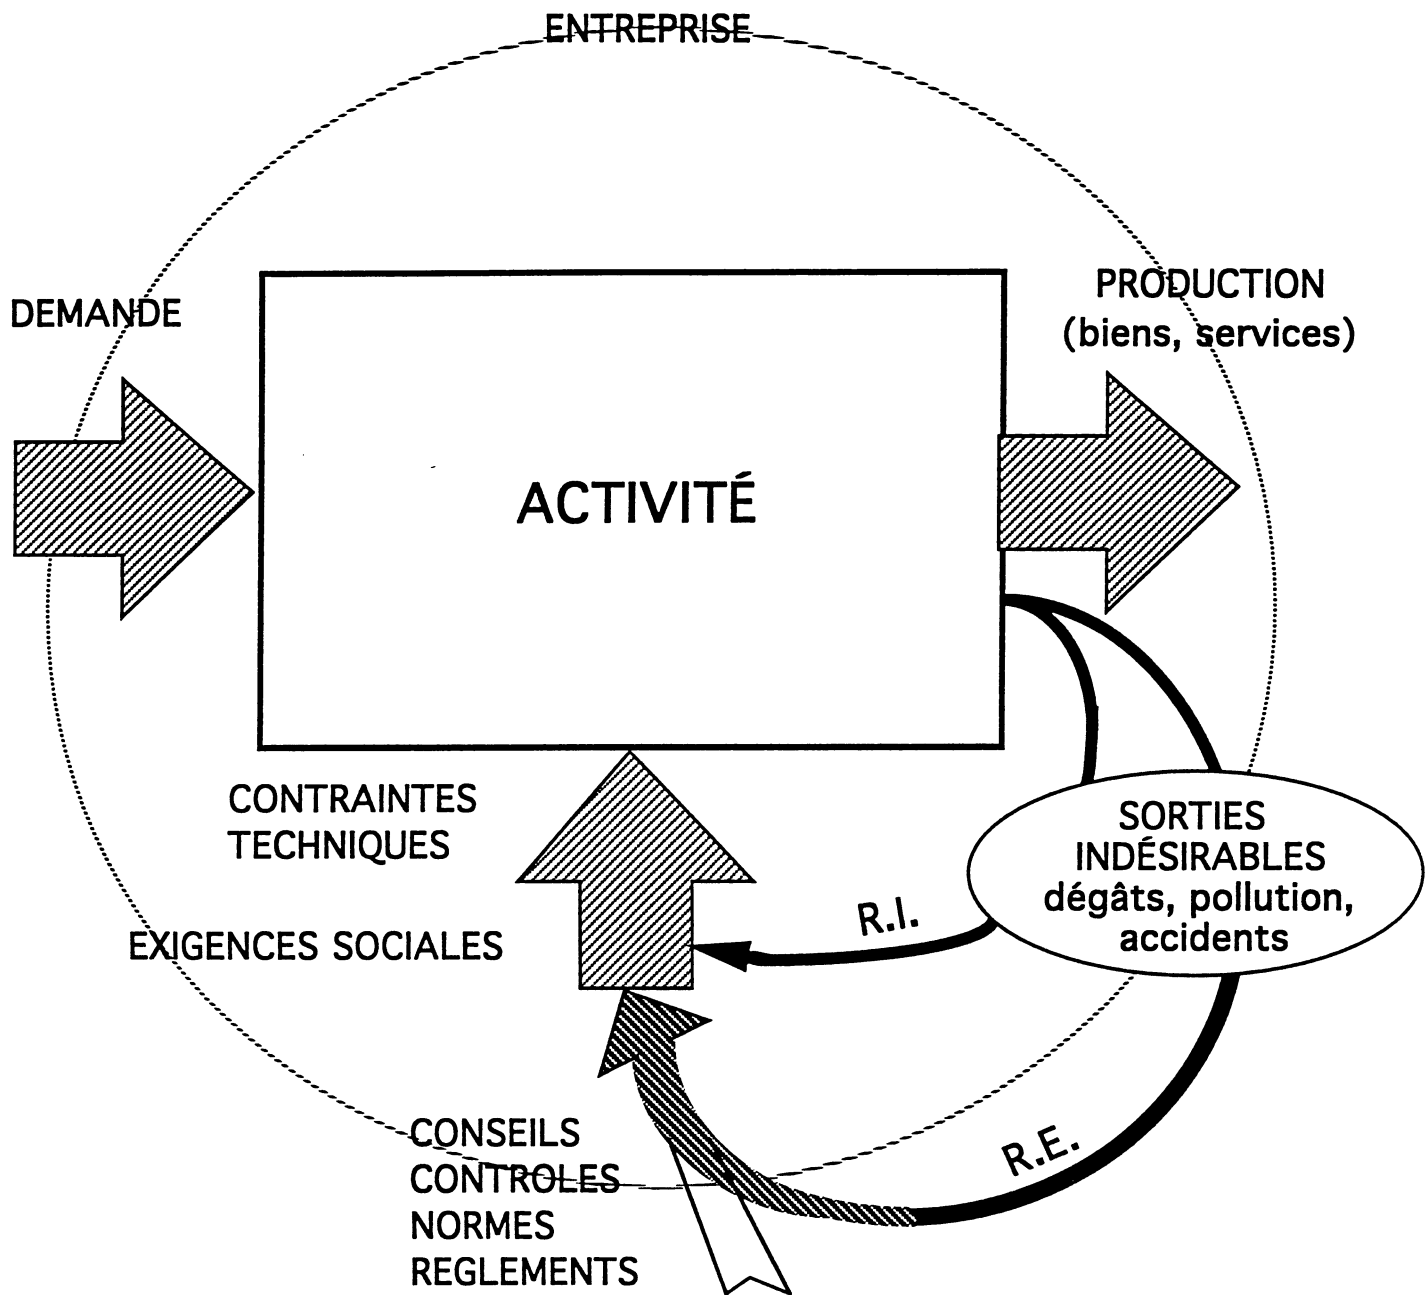 ENTREPRISE
DEMANDE
PRODUCTION
(biens, services)
ACTIVITÉ
CONTRAINTES
TECHNIQUES
EXIGENCES SOCIALES
SORTIES
INDÉSIRABLES
dégâts, pollution,
accidents
R.I.
R.E.
CONSEILS
CONTROLES
NORMES
REGLEMENTS